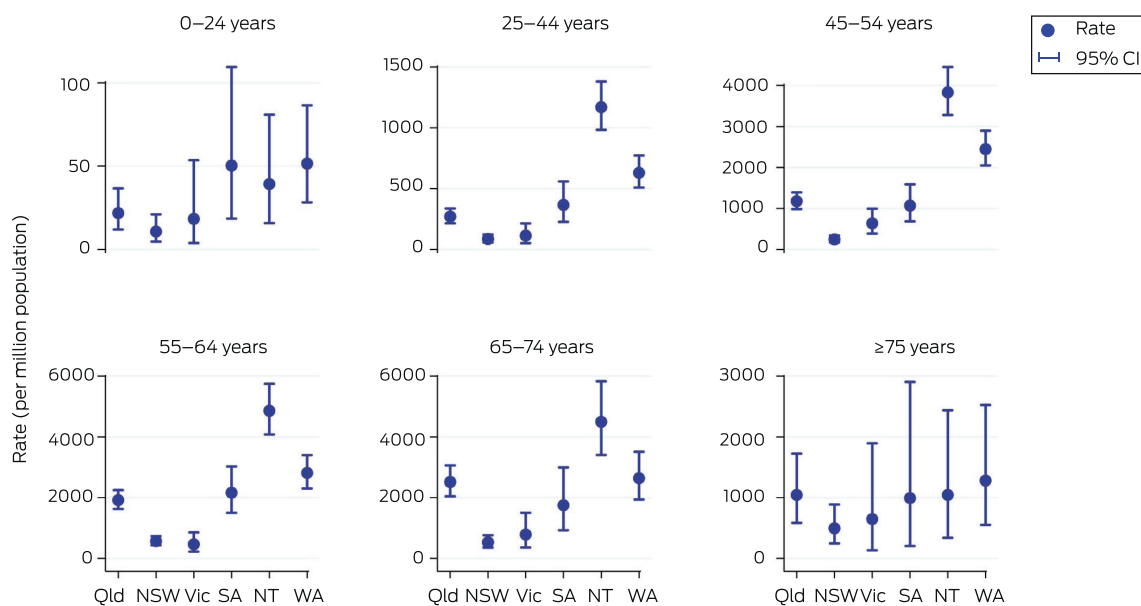 0–24 years
25–44 years
45–54 years
Rate
95% CI
100
50
0
1500
1000
500
0
4000
3000
2000
1000
0
Rate (per million population)
55–64 years
65–74 years
≥75 years
6000
4000
2000
0
6000
4000
2000
0
3000
2000
1000
0
Qld NSW Vic SA NT WA
Qld NSW Vic SA NT WA
Qld NSW Vic SA NT WA